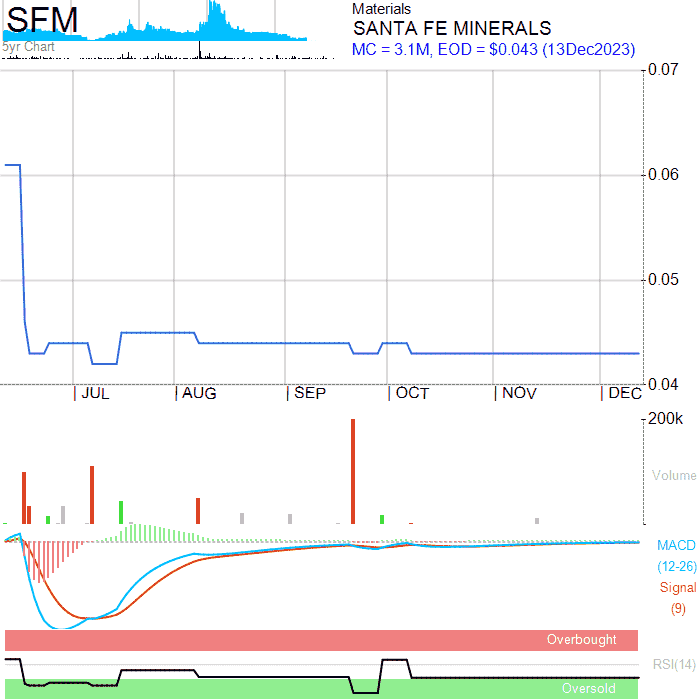 SFM
5yr Chart
Materials
SANTA FE MINERALS
MC = 3.1M, EOD = $0.043 (13Dec2023)
0.07
0.06
0.05
0.04
JUL AUG SEP OCT NOV DEC
200k
Volume
MACD
(12-26)
Signal
(9)
Overbought
RSI(14)
Oversold